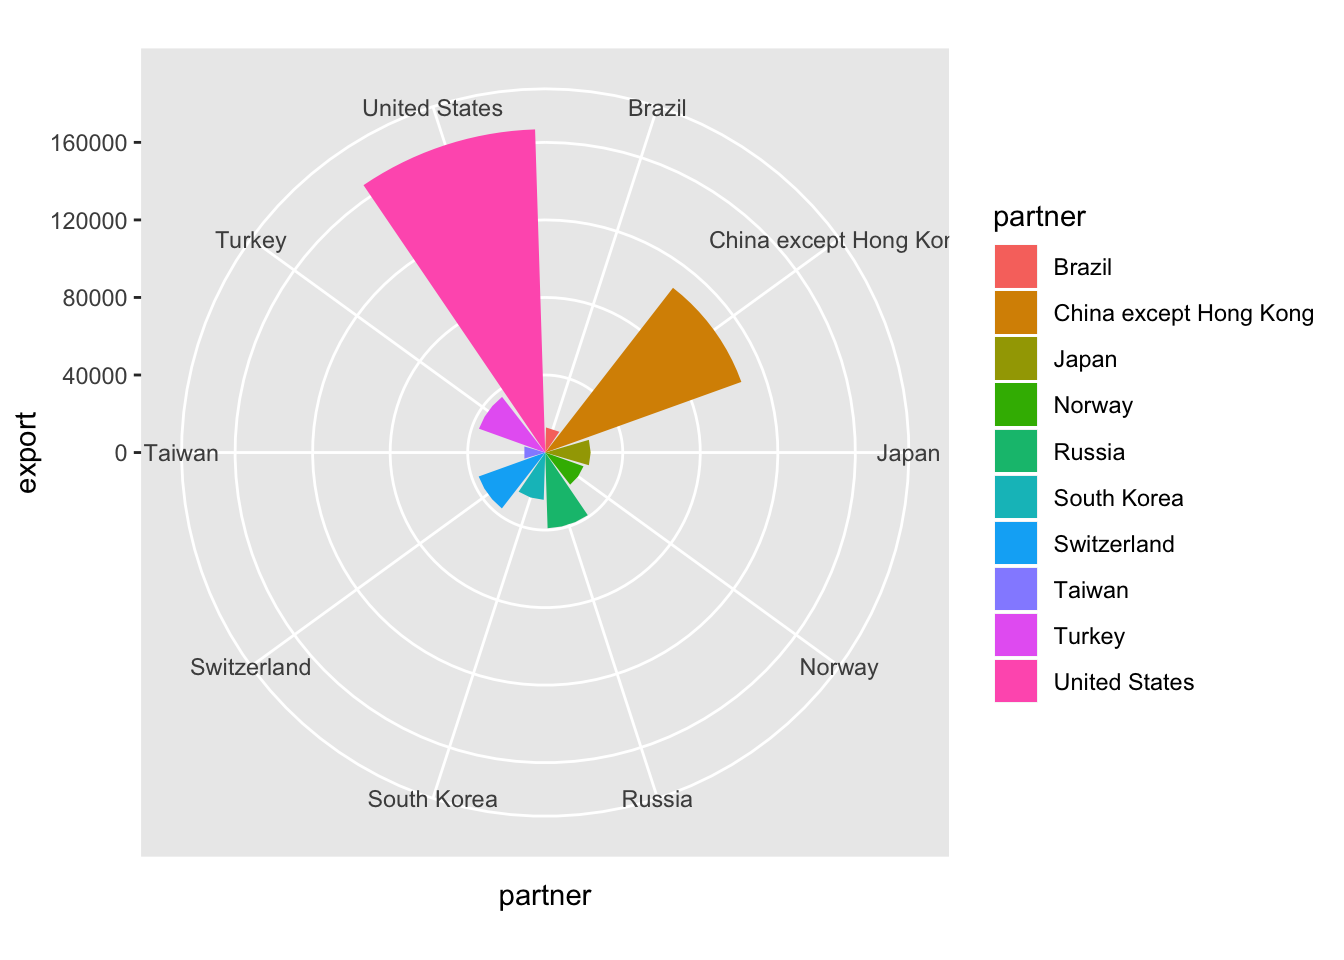 United States
Brazil
160000
120000
Turkey
China except Hong Kon
80000
40000
export
0
Taiwan
Japan
Switzerland
Norway
South Korea
Russia
partner
partner
Brazil
China except Hong Kong
Japan
Norway
Russia
South Korea
Switzerland
Taiwan
Turkey
United States